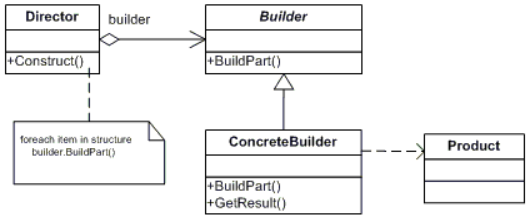 Director
builder
Builder
+Construct()
+BuildPart()
foreach item in structure
builder.BuildPart()
ConcreteBuilder
Product
+BuildPart()
+GetResult()